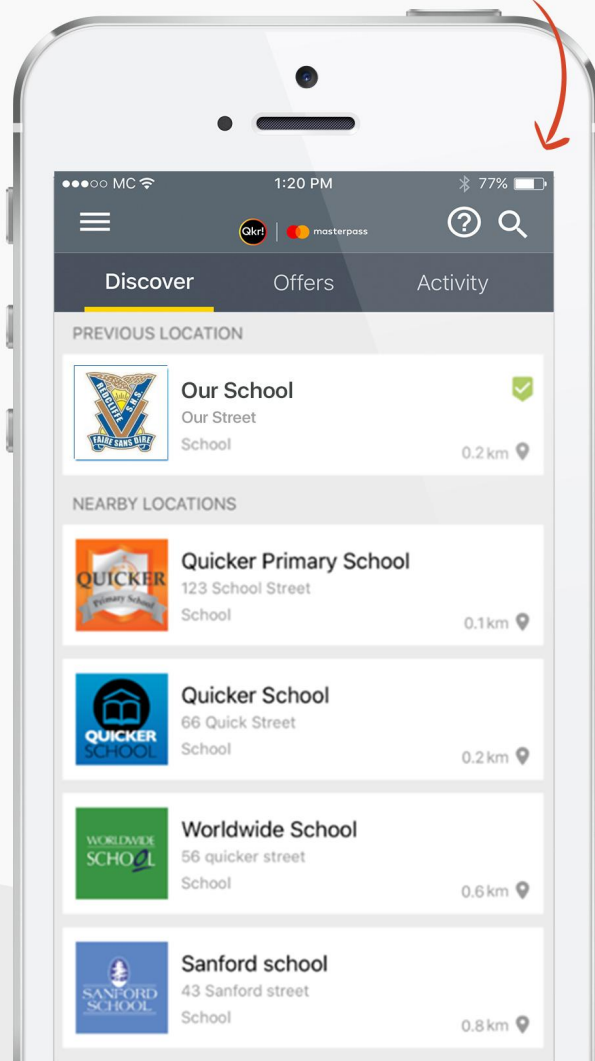 MC 1:20 PM 77%
Qkr! masterpass
Discover Offers Activity
PREVIOUS LOCATION
REDCLIFFE S.H.S.
FAIRE SANS DIRE
Our School
Our Street
School
0.2 km
NEARBY LOCATIONS
QUICKER
Primary School
Quicker Primary School
123 School Street
School
0.1 km
QUICKER
SCHOOL
Quicker School
66 Quick Street
School
0.2 km
WORLDWIDE
SCHOOL
Worldwide School
56 quicker street
School
0.6 km
SANFORD
SCHOOL
Sanford school
43 Sanford street
School
0.8 km